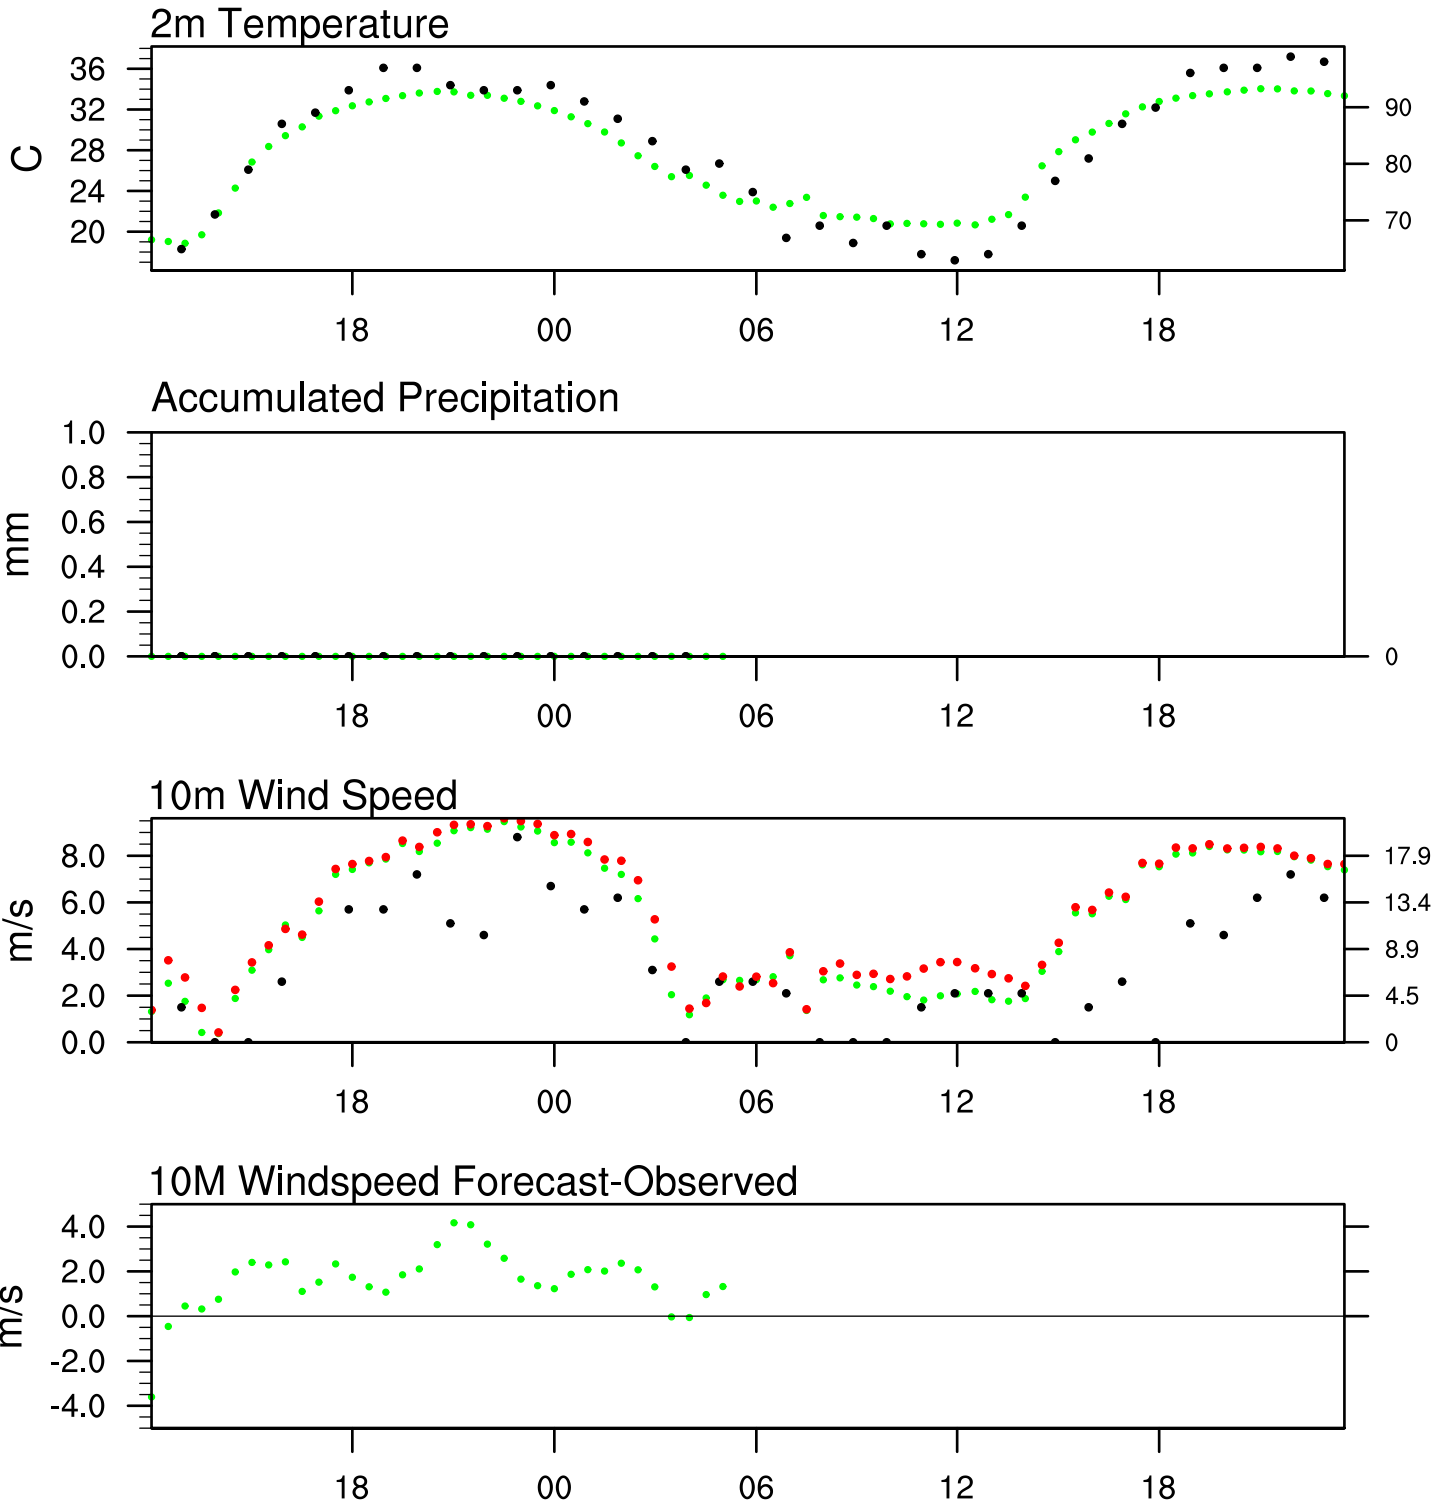 2m Temperature
36
32
28
24
20
C
90
80
70
18 00 06 12 18
Accumulated Precipitation
1.0
0.8
0.6
0.4
0.2
0.0
mm
0
18 00 06 12 18
10m Wind Speed
8.0
6.0
4.0
2.0
0.0
m/s
17.9
13.4
8.9
4.5
0
18 00 06 12 18
10M Windspeed Forecast-Observed
4.0
2.0
0.0
-2.0
-4.0
m/s
18 00 06 12 18